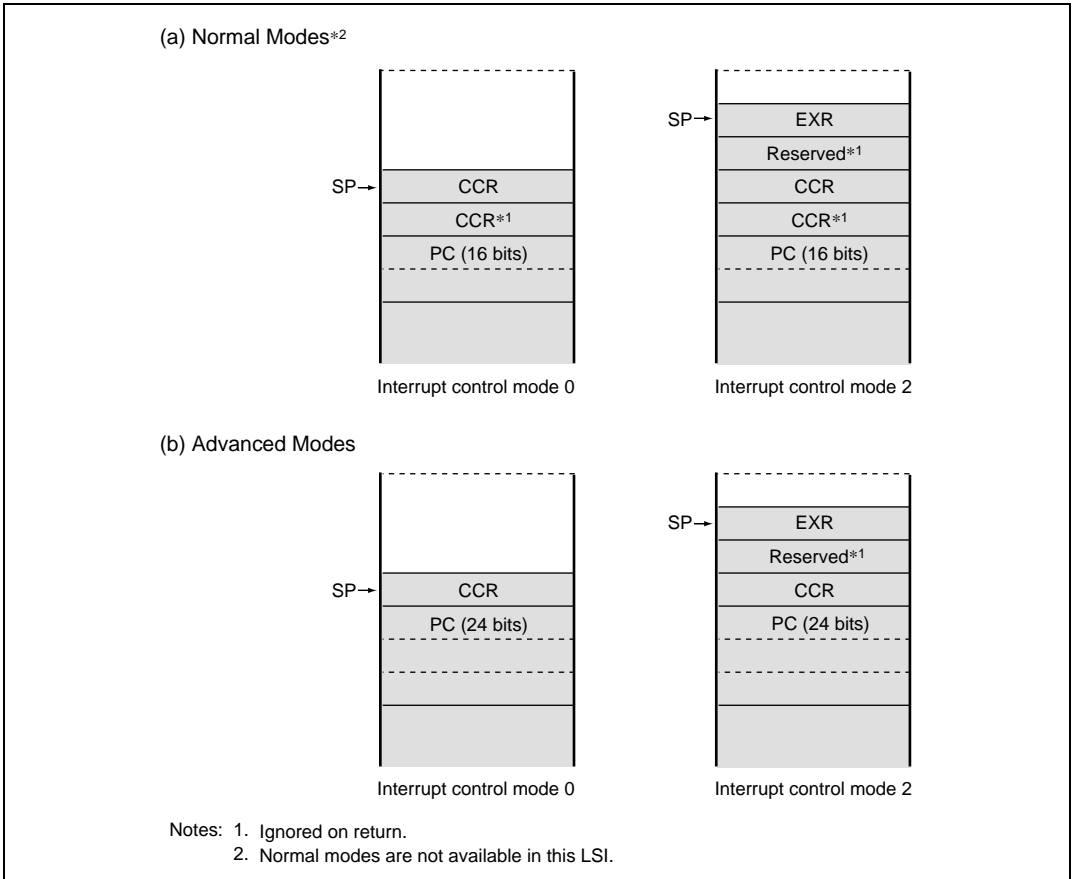 (a) Normal Modes*2
SP→ CCR
CCR*1
PC (16 bits)
Interrupt control mode 0
SP→ EXR
Reserved*1
CCR
CCR*1
PC (16 bits)
Interrupt control mode 2
(b) Advanced Modes
SP→ CCR
PC (24 bits)
Interrupt control mode 0
SP→ EXR
Reserved*1
CCR
PC (24 bits)
Interrupt control mode 2
Notes: 1. Ignored on return.
2. Normal modes are not available in this LSI.